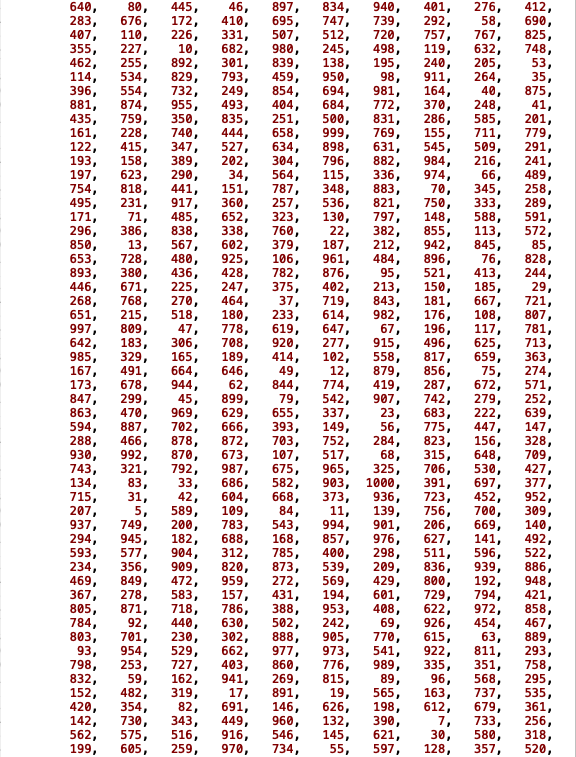 640, 80, 445, 46, 897, 834, 940, 401, 276, 412,
283, 676, 172, 410, 695, 747, 739, 292, 58, 690,
407, 110, 226, 331, 507, 512, 720, 757, 767, 825,
355, 227, 10, 682, 980, 245, 498, 119, 632, 748,
462, 255, 892, 301, 839, 138, 195, 240, 205, 53,
114, 534, 829, 793, 459, 950, 98, 911, 264, 35,
396, 554, 732, 249, 854, 694, 981, 164, 40, 875,
881, 874, 955, 493, 404, 684, 772, 370, 248, 41,
435, 759, 350, 835, 251, 500, 831, 286, 585, 201,
161, 228, 740, 444, 658, 999, 769, 155, 711, 779,
122, 415, 347, 527, 634, 898, 631, 545, 509, 291,
193, 158, 389, 202, 304, 796, 882, 984, 216, 241,
197, 623, 290, 34, 564, 115, 336, 974, 66, 489,
754, 818, 441, 151, 787, 348, 883, 70, 345, 258,
495, 231, 917, 360, 257, 536, 821, 750, 333, 289,
171, 71, 485, 652, 323, 130, 797, 148, 588, 591,
296, 386, 838, 338, 760, 22, 382, 855, 113, 572,
850, 13, 567, 602, 379, 187, 212, 942, 845, 85,
653, 728, 480, 925, 106, 961, 484, 896, 76, 828,
893, 380, 436, 428, 782, 876, 95, 521, 413, 244,
446, 671, 225, 247, 375, 402, 213, 150, 185, 29,
268, 768, 270, 464, 37, 719, 843, 181, 667, 721,
651, 215, 518, 180, 233, 614, 982, 176, 108, 807,
997, 809, 47, 778, 619, 647, 67, 196, 117, 781,
642, 183, 306, 708, 920, 277, 915, 496, 625, 713,
985, 329, 165, 189, 414, 102, 558, 817, 659, 363,
167, 491, 664, 646, 49, 12, 879, 856, 75, 274,
173, 678, 944, 62, 844, 774, 419, 287, 672, 571,
847, 299, 45, 899, 79, 542, 907, 742, 279, 252,
863, 470, 969, 629, 655, 337, 23, 683, 222, 639,
594, 887, 702, 666, 393, 149, 56, 775, 447, 147,
288, 466, 878, 872, 703, 752, 284, 823, 156, 328,
930, 992, 870, 673, 107, 517, 68, 315, 648, 709,
743, 321, 792, 987, 675, 965, 325, 706, 530, 427,
134, 83, 33, 686, 582, 903, 1000, 391, 697, 377,
715, 31, 42, 604, 668, 373, 936, 723, 452, 952,
207, 5, 589, 109, 84, 11, 139, 756, 700, 309,
937, 749, 200, 783, 543, 994, 901, 206, 669, 140,
294, 945, 182, 688, 168, 857, 976, 627, 141, 492,
593, 577, 904, 312, 785, 400, 298, 511, 596, 522,
234, 356, 909, 820, 873, 539, 209, 836, 939, 886,
469, 849, 472, 959, 272, 569, 429, 800, 192, 948,
367, 278, 583, 157, 431, 194, 601, 729, 794, 421,
805, 871, 718, 786, 388, 953, 408, 622, 972, 858,
784, 92, 440, 630, 502, 242, 69, 926, 454, 467,
803, 701, 230, 302, 888, 905, 770, 615, 63, 889,
93, 954, 529, 662, 977, 973, 541, 922, 811, 293,
798, 253, 727, 403, 860, 776, 989, 335, 351, 758,
832, 59, 162, 941, 269, 815, 89, 96, 568, 295,
152, 482, 319, 17, 891, 19, 565, 163, 737, 535,
420, 354, 82, 691, 146, 626, 198, 612, 679, 361,
142, 730, 343, 449, 960, 132, 390, 7, 733, 256,
562, 575, 516, 916, 546, 145, 621, 30, 580, 318,
199, 605, 259, 970, 734, 55, 597, 128, 357, 520,